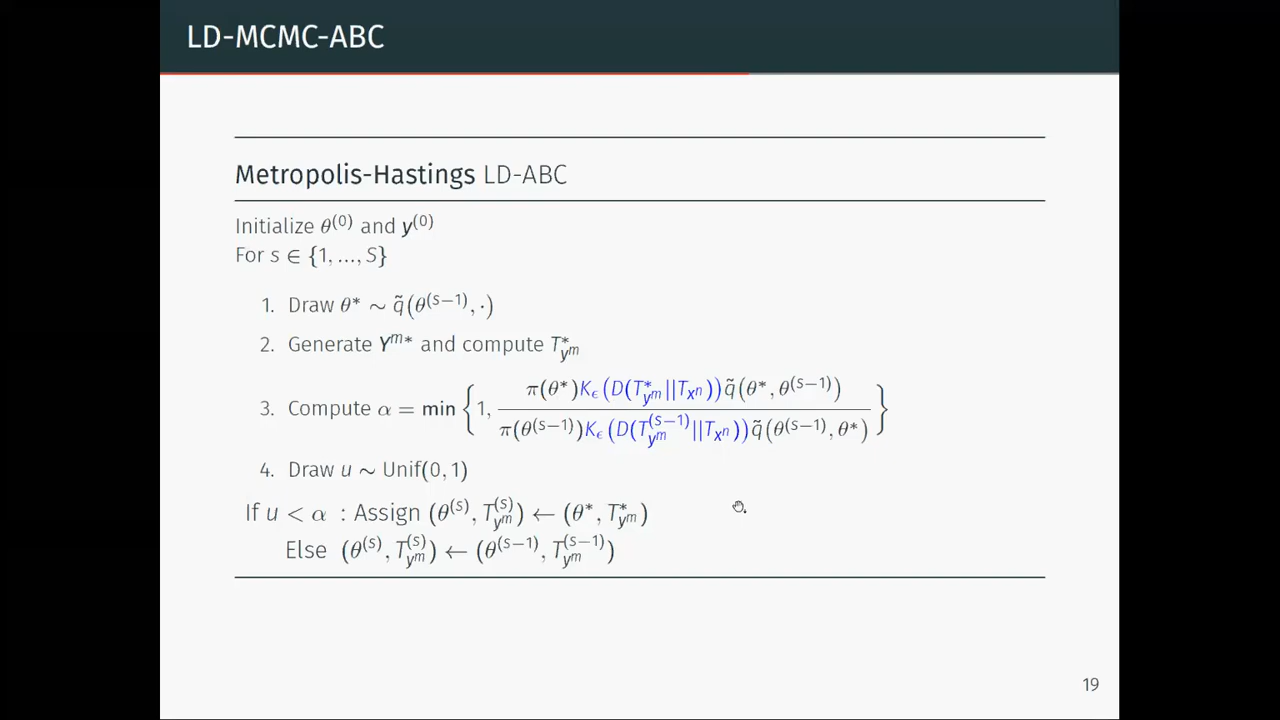 LD-MCMC-ABC
Metropolis-Hastings LD-ABC
Initialize θ^(0) and y^(0)
For s ∈ {1, ..., S}
1. Draw θ* ~ q̃(θ^(s−1), ·)
2. Generate Y^m* and compute T*_{y^m}
3. Compute α = min {1, π(θ*)K_ϵ(D(T*_{y^m}||T_{x^n}))q̃(θ*, θ^(s−1)) / π(θ^(s−1))K_ϵ(D(T^(s−1)_{y^m}||T_{x^n}))q̃(θ^(s−1), θ*)}
4. Draw u ~ Unif(0, 1)
If u < α : Assign (θ^(s), T^(s)_{y^m}) ← (θ*, T*_{y^m})
Else (θ^(s), T^(s)_{y^m}) ← (θ^(s−1), T^(s−1)_{y^m})
19